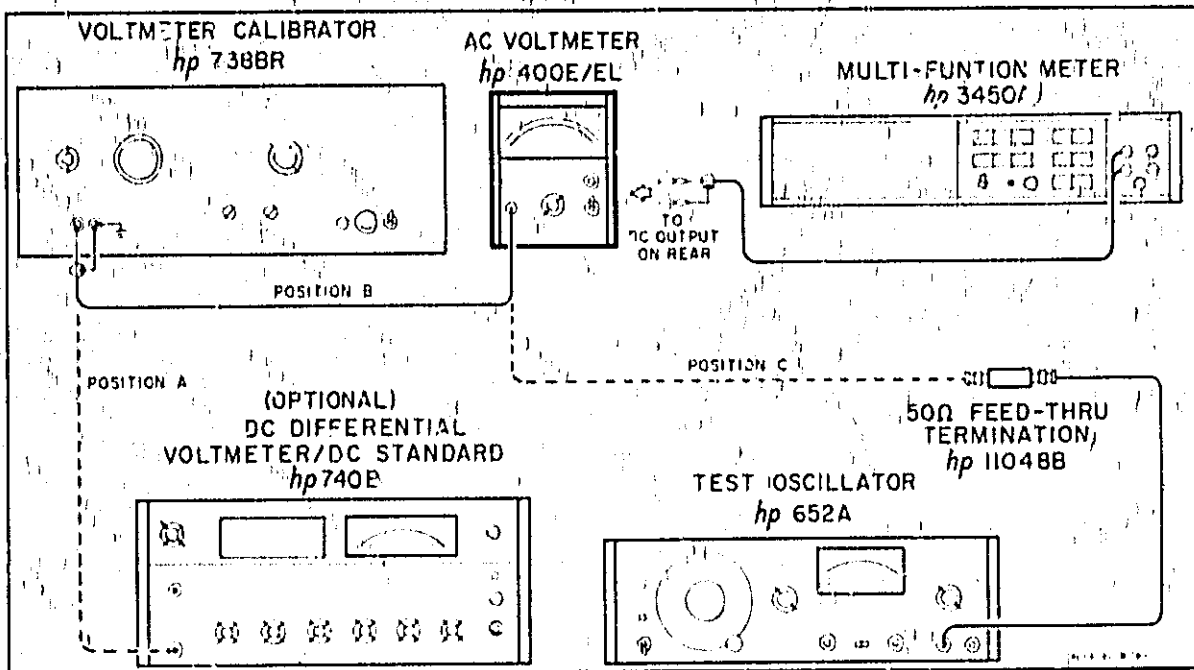 VOLTMETER CALIBRATOR
hp 738BR
AC VOLTMETER
hp 400E/EL
MULTI-FUNTION METER
hp 3450
TO
DC OUTPUT
ON REAR
POSITION B
POSITION A
POSITION C
(OPTIONAL)
DC DIFFERENTIAL
VOLTMETER/DC STANDARD
hp 740B
50Ω FEED-THRU
TERMINATION
hp 11048B
TEST OSCILLATOR
hp 652A